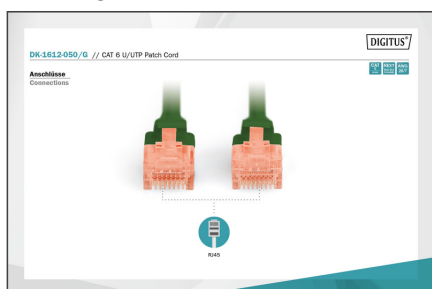 DIGITUS®
DK-1612-050/G // CAT 6 U/UTP Patch Cord
Anschlüsse
Connections
RJ45